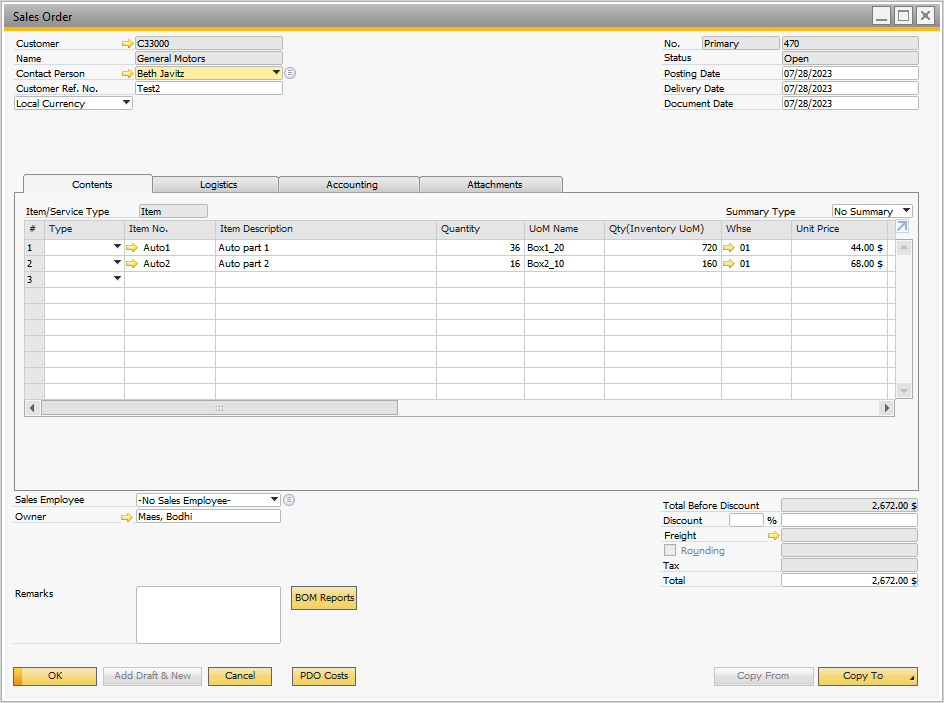 Sales Order
Customer C33000 No. Primary 470
Name General Motors Status Open
Contact Person Beth Javitz Posting Date 07/28/2023
Customer Ref. No. Test2 Delivery Date 07/28/2023
Local Currency Document Date 07/28/2023
Contents Logistics Accounting Attachments
Item/Service Type Item Summary Type No Summary
# Type Item No. Item Description Quantity UoM Name Qty(Inventory UoM) Whse Unit Price
1 Auto1 Auto part 1 36 Box1_20 720 01 44.00 $
2 Auto2 Auto part 2 16 Box2_10 160 01 68.00 $
3
Sales Employee -No Sales Employee- Total Before Discount 2,672.00 $
Owner Maes, Bodhi Discount %
Freight
Rounding
Tax
Total 2,672.00 $
Remarks BOM Reports
OK Add Draft & New Cancel PDO Costs Copy From Copy To